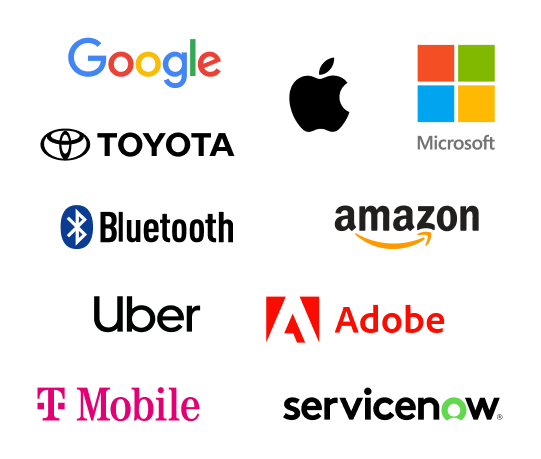 Google
Microsoft
TOYOTA
Bluetooth
amazon
Uber
Adobe
T Mobile
servicenow®